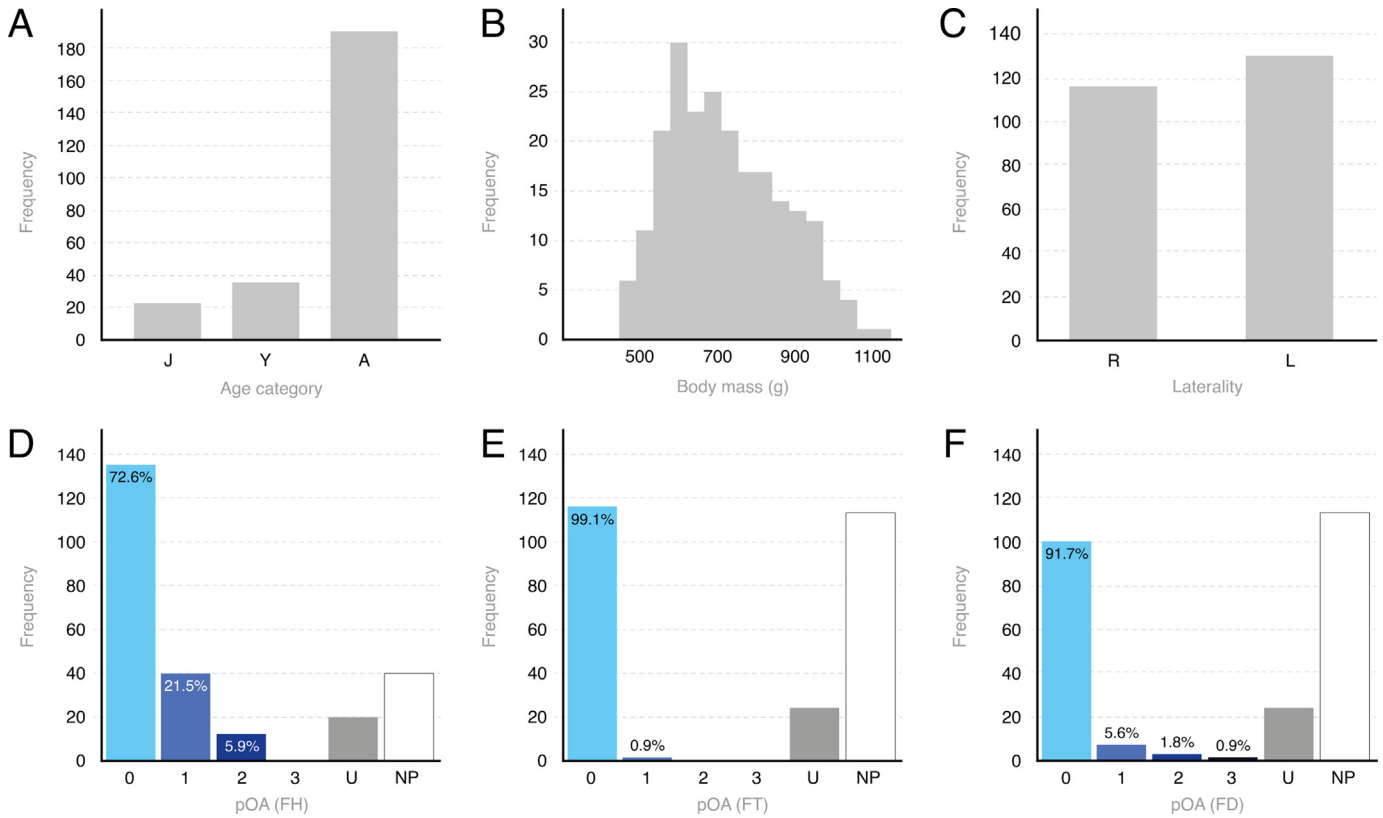 A
Frequency
180
160
140
120
100
80
60
40
20
0
J Y A
Age category
B
Frequency
30
25
20
15
10
5
0
500 700 900 1100
Body mass (g)
C
Frequency
140
120
100
80
60
40
20
0
R L
Laterality
D
Frequency
140
120
100
80
60
40
20
0
72.6%
21.5%
5.9%
0 1 2 3 U NP
pOA (FH)
E
Frequency
140
120
100
80
60
40
20
0
99.1%
0.9%
0 1 2 3 U NP
pOA (FT)
F
Frequency
140
120
100
80
60
40
20
0
91.7%
5.6%
1.8%
0.9%
0 1 2 3 U NP
pOA (FD)